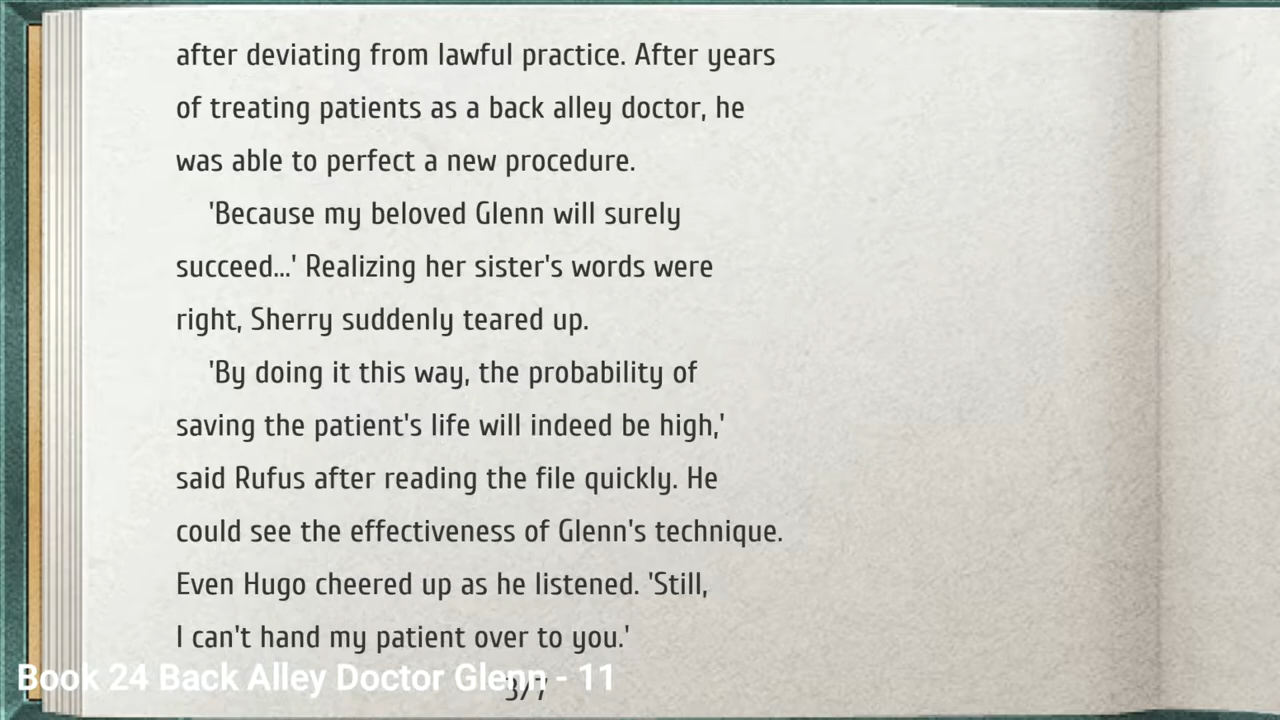 after deviating from lawful practice. After years
of treating patients as a back alley doctor, he
was able to perfect a new procedure.
'Because my beloved Glenn will surely
succeed...' Realizing her sister's words were
right, Sherry suddenly teared up.
'By doing it this way, the probability of
saving the patient's life will indeed be high,'
said Rufus after reading the file quickly. He
could see the effectiveness of Glenn's technique.
Even Hugo cheered up as he listened. 'Still,
I can't hand my patient over to you.'
Book 24 Back Alley Doctor Glenn - 11
3/7